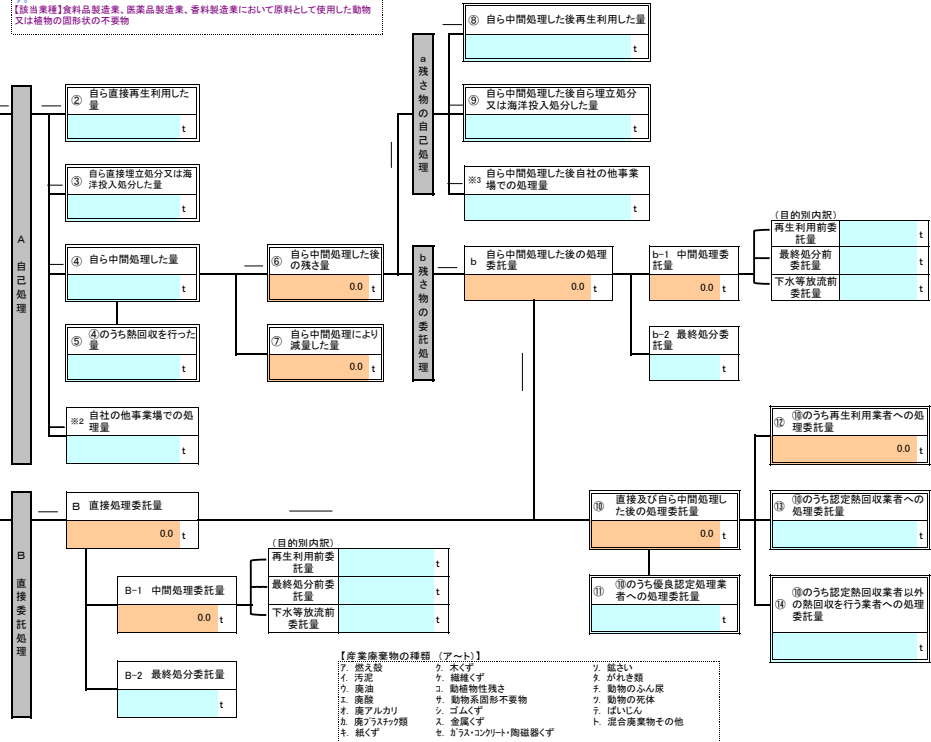 【該当業種】食料品製造業、医薬品製造業、香料製造業において原料として使用した動物
又は植物の固形状の不要物
⑧ 自ら中間処理した後再生利用した量
t
a 残さ物の自己処理
② 自ら直接再生利用した
量
t
⑨ 自ら中間処理した後自ら埋立処分
又は海洋投入処分した量
t
③ 自ら直接埋立処分又は海
洋投入処分した量
t
※3 自ら中間処理した後自社の他事業
場での処理量
t
A 自己処理
④ 自ら中間処理した量
t
⑥ 自ら中間処理した後
の残さ量
0.0 t
b 残さ物の委託処理
b 自ら中間処理した後の処理
委託量
0.0 t
b-1 中間処理委
託量
0.0 t
(目的別内訳)
再生利用前委
託量
t
最終処分前
委託量
t
下水等放流前
委託量
t
⑤ ④のうち熱回収を行った
量
t
⑦ 自ら中間処理により
減量した量
0.0 t
b-2 最終処分委
託量
t
※2 自社の他事業場での処
理量
t
⑫ ⑩のうち再生利用業者への処
理委託量
0.0 t
B 直接委託処理
B 直接処理委託量
0.0 t
⑩ 直接及び自ら中間処理し
た後の処理委託量
0.0 t
⑬ ⑩のうち認定熱回収業者への
処理委託量
t
B-1 中間処理委託量
0.0 t
(目的別内訳)
再生利用前委
託量
t
最終処分前委
託量
t
下水等放流前
委託量
t
⑪ ⑩のうち優良認定処理業
者への処理委託量
t
⑭ ⑩のうち認定熱回収業者以外
の熱回収を行う業者への処理
委託量
t
B-2 最終処分委託量
t
【産業廃棄物の種類 (ア～ト)】
ア. 燃え殻 ク. 木くず ソ. 鉱さい
イ. 汚泥 ケ. 繊維くず タ. がれき類
ウ. 廃油 コ. 動植物性残さ チ. 動物のふん尿
エ. 廃酸 サ. 動物系固形不要物 ツ. 動物の死体
オ. 廃アルカリ シ. ゴムくず テ. ばいじん
カ. 廃プラスチック類 ス. 金属くず ト. 混合廃棄物その他
キ. 紙くず セ. ガラス・コンクリート・陶磁器くず